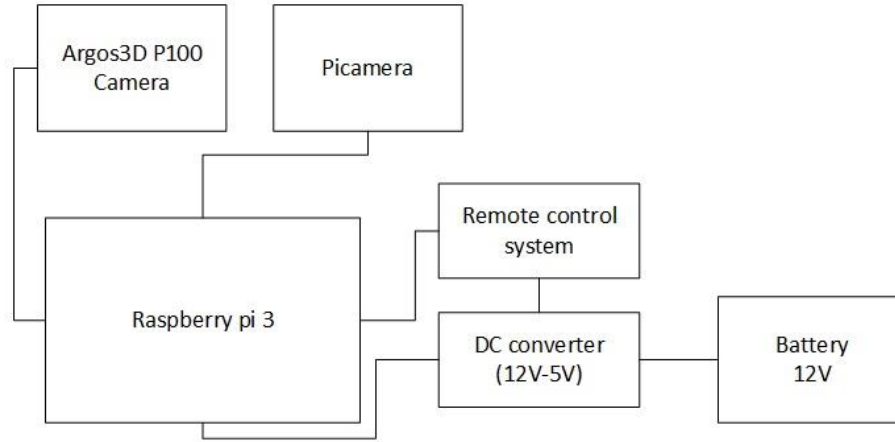 Argos3D P100
Camera
Picamera
Remote control
system
Raspberry pi 3
DC converter
(12V-5V)
Battery
12V